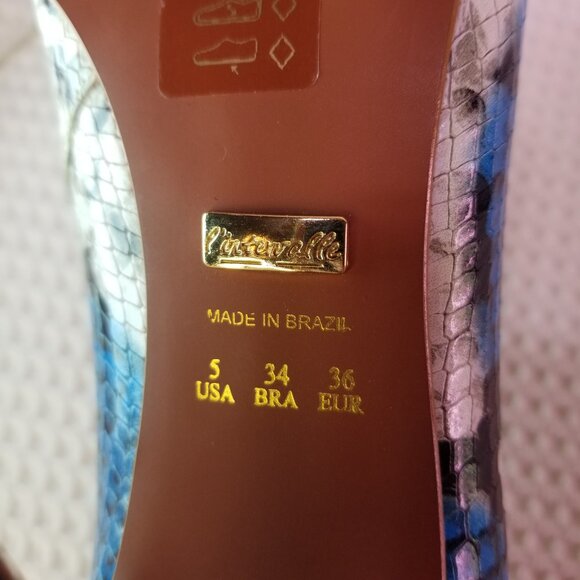 l'intervalle
MADE IN BRAZIL
5 34 36
USA BRA EUR